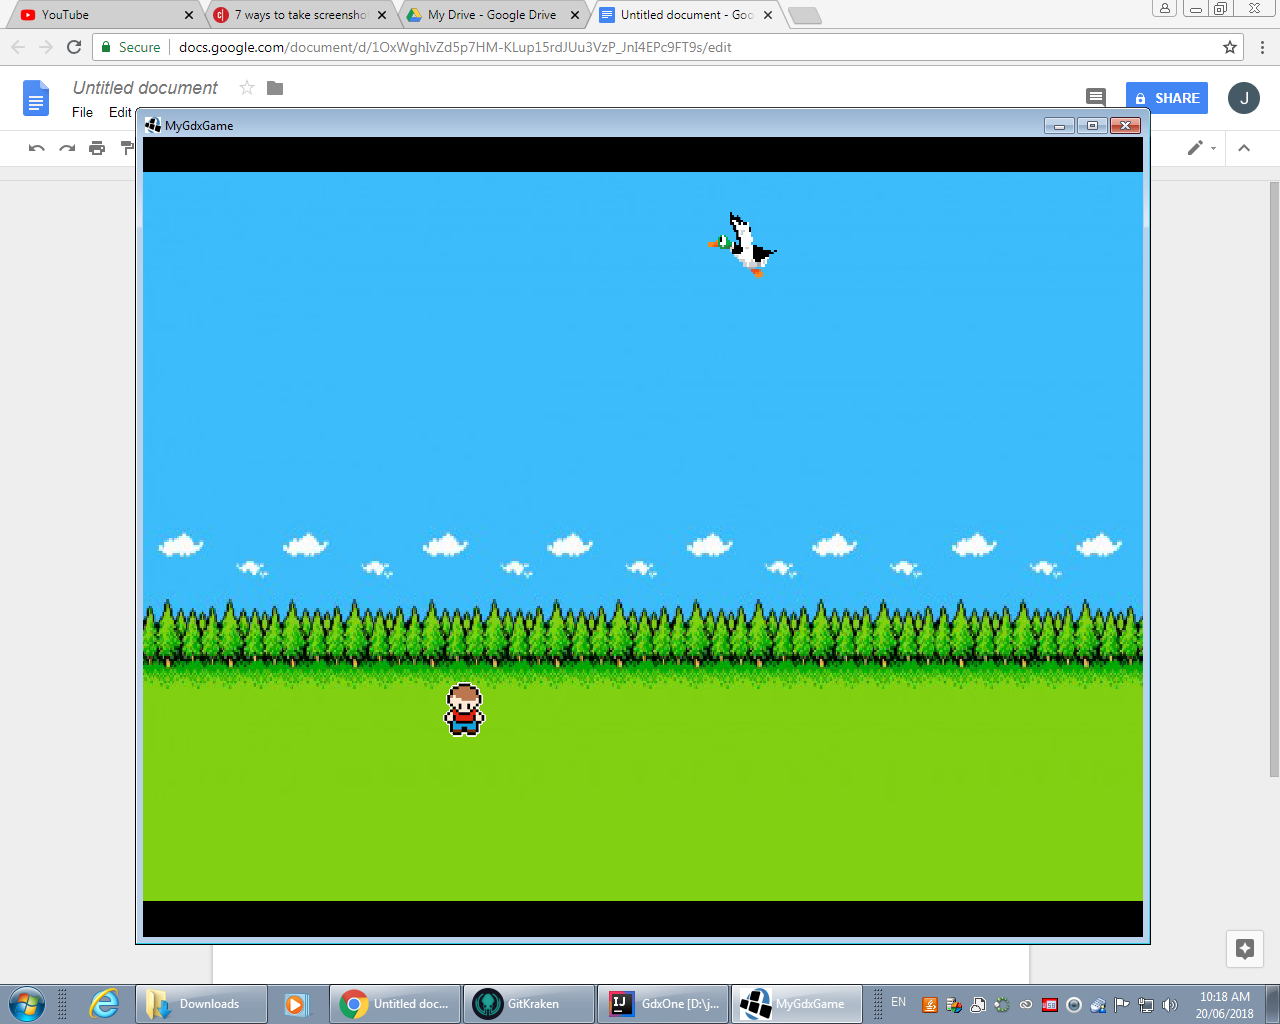 YouTube
7 ways to take screensho
My Drive - Google Drive
Untitled document - Goo
Secure
docs.google.com/document/d/1OxWghIvZd5p7HM-KLup15rdJUu3VzP_JnI4EPc9FT9s/edit
Untitled document
File Edit
SHARE
J
MyGdxGame
Downloads
Untitled doc...
GitKraken
IJ
GdxOne [D:\j...
MyGdxGame
EN
10:18 AM
20/06/2018